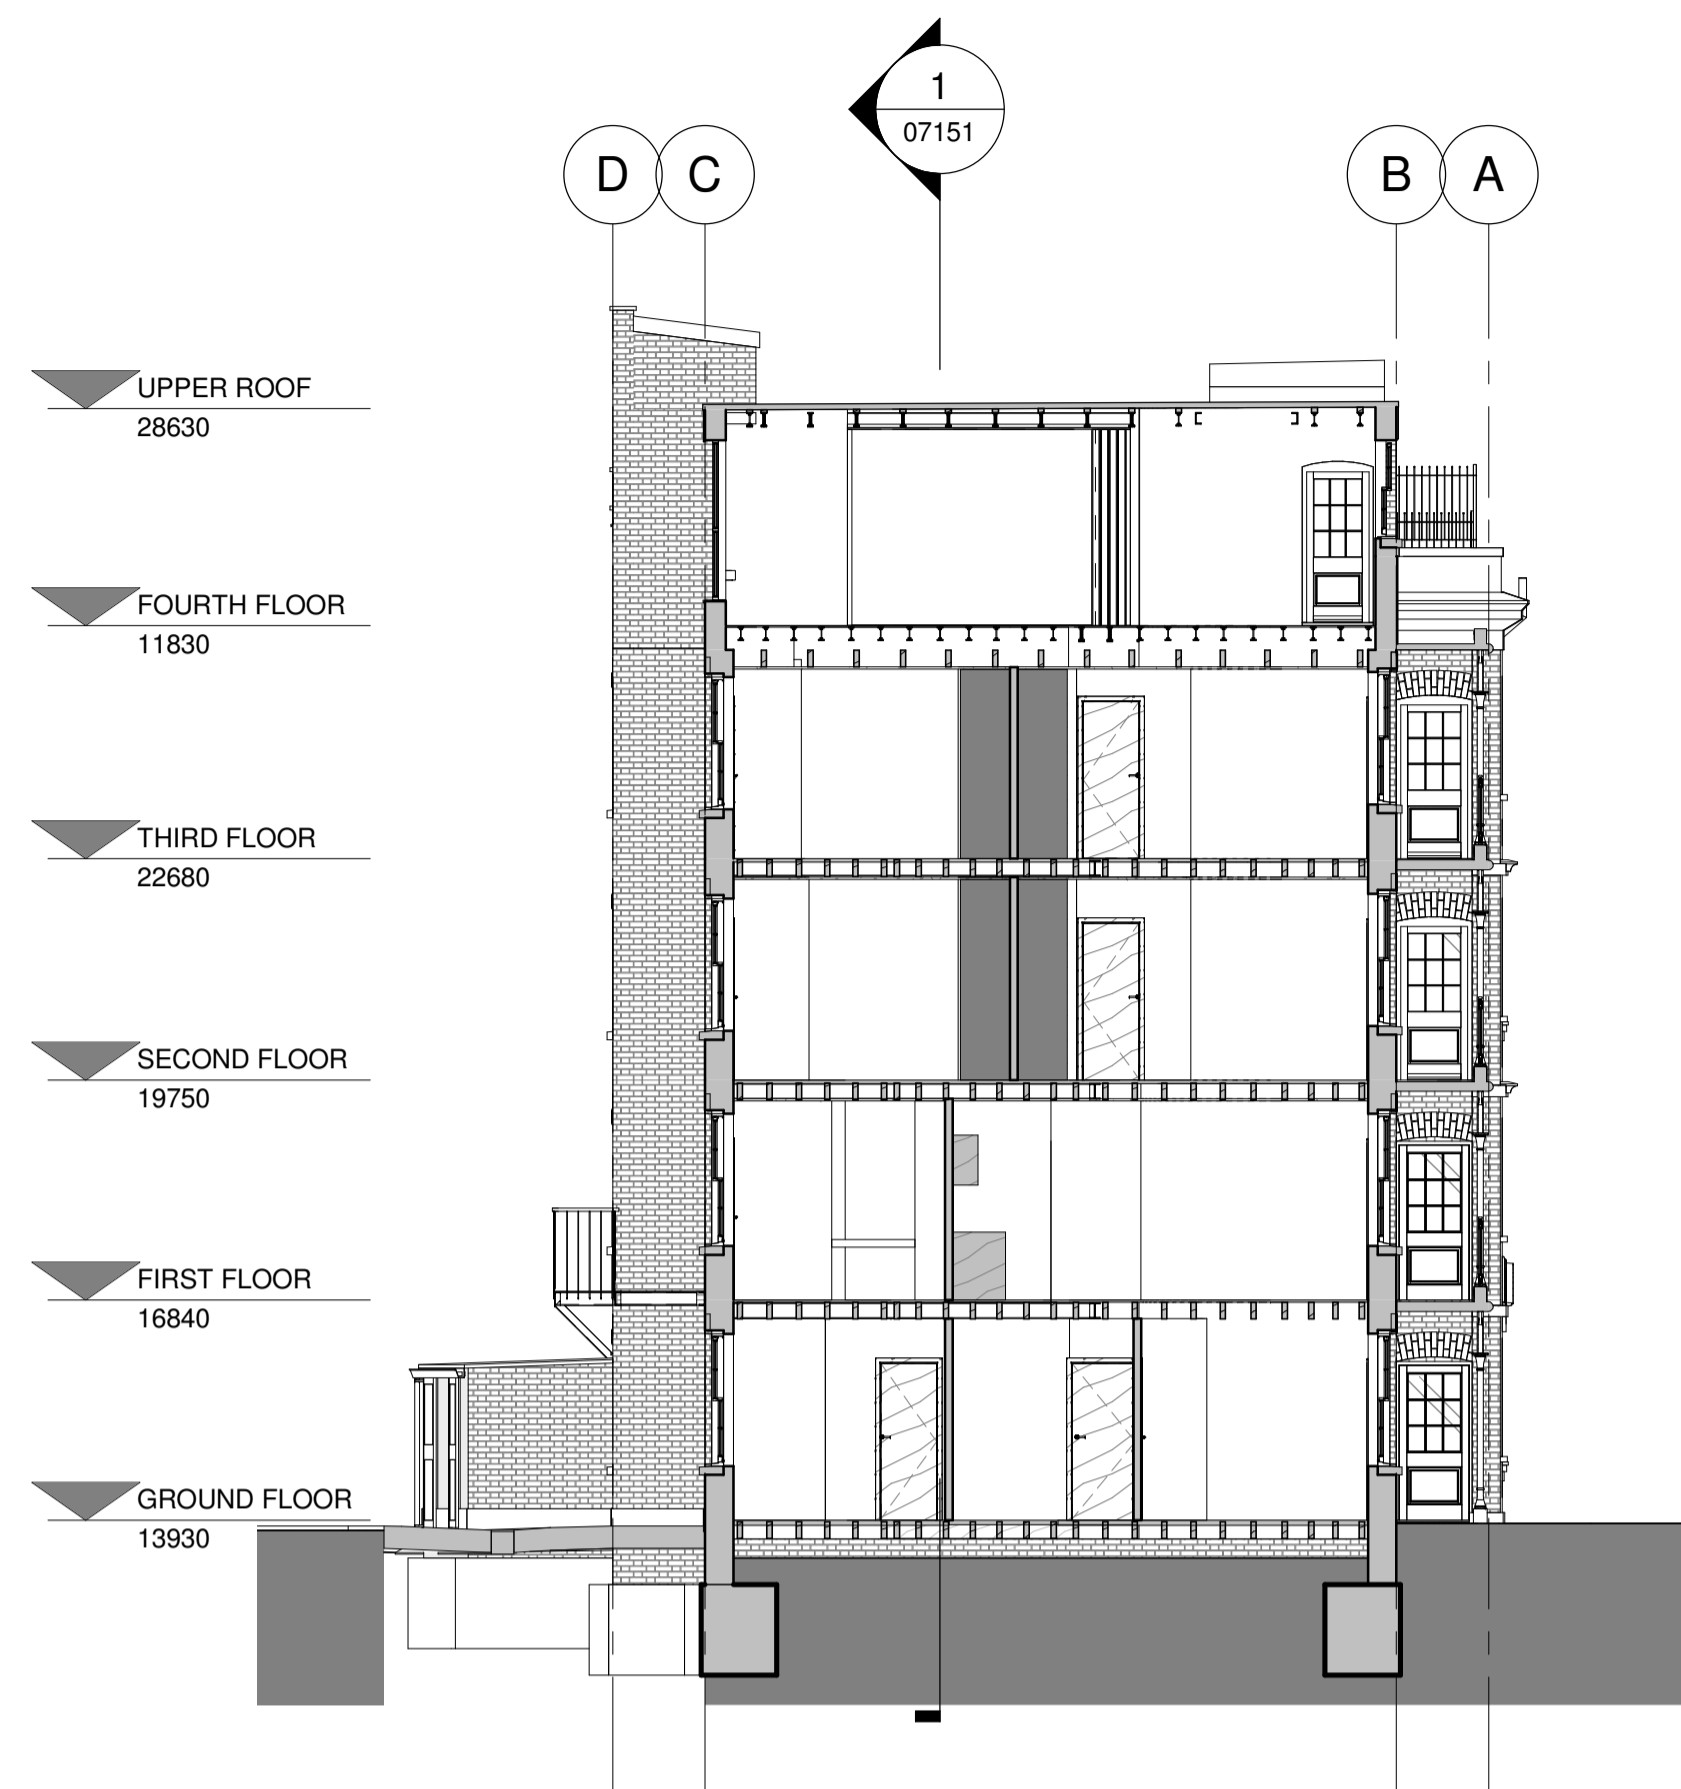 1
07151
D C B A
UPPER ROOF
28630
FOURTH FLOOR
11830
THIRD FLOOR
22680
SECOND FLOOR
19750
FIRST FLOOR
16840
GROUND FLOOR
13930